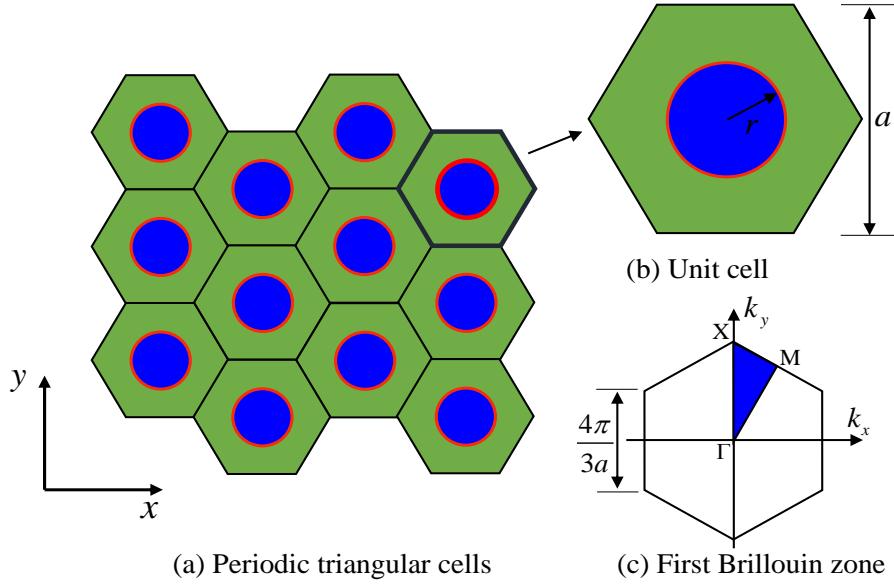 a
r
(b) Unit cell
y
x
(a) Periodic triangular cells
k_y
X
M
4π
3a
Γ
k_x
(c) First Brillouin zone